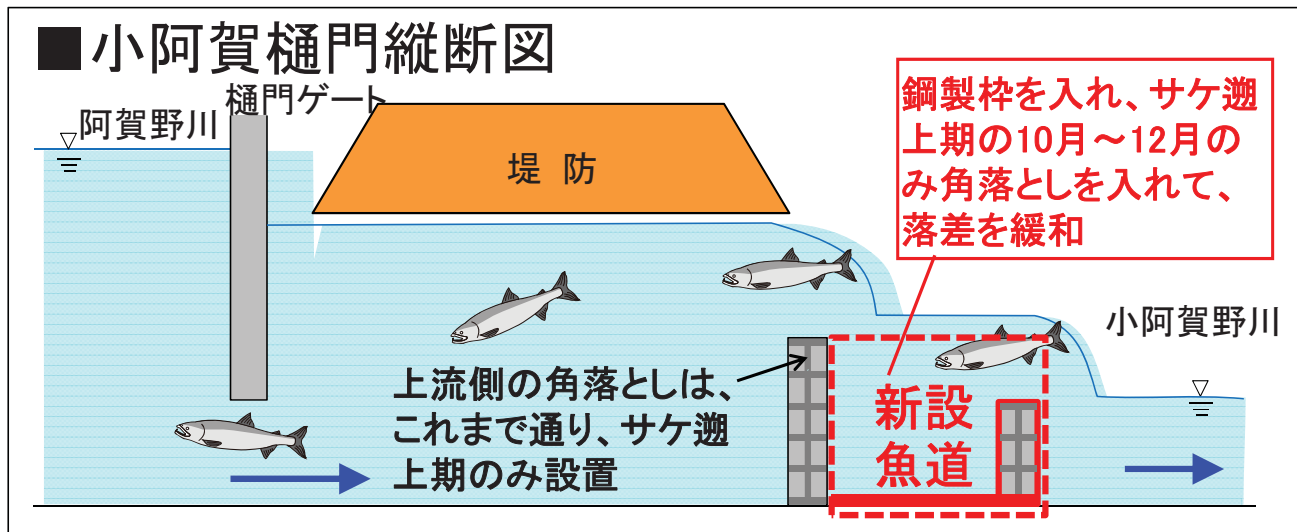 ■小阿賀樋門縦断図
樋門ゲート
阿賀野川
堤 防
鋼製枠を入れ、サケ遡
上期の10月～12月の
み角落としを入れて、
落差を緩和
小阿賀野川
上流側の角落としは、
これまで通り、サケ遡
上期のみ設置
新設
魚道